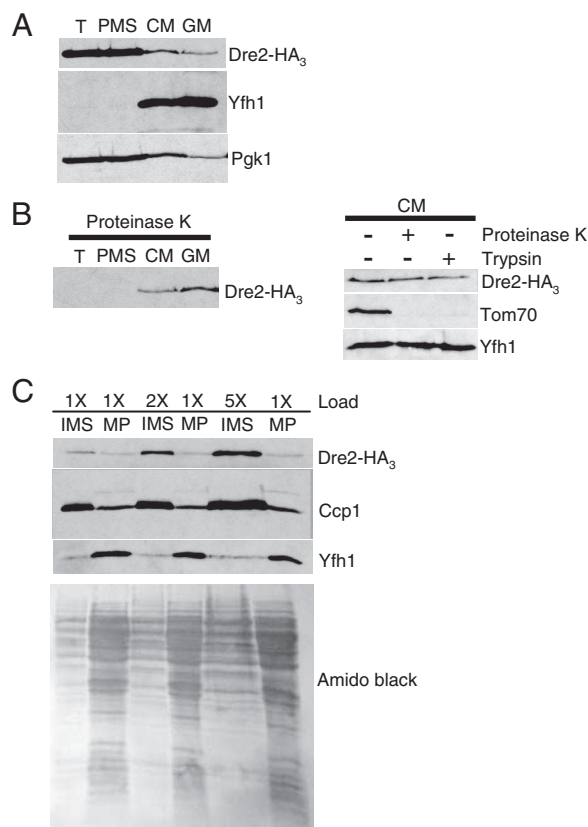 A
T PMS CM GM
Dre2-HA3
Yfh1
Pgk1
B
Proteinase K
T PMS CM GM
Dre2-HA3
CM
- + - Proteinase K
- - + Trypsin
Dre2-HA3
Tom70
Yfh1
C
1X 1X 2X 1X 5X 1X Load
IMS MP IMS MP IMS MP
Dre2-HA3
Ccp1
Yfh1
Amido black